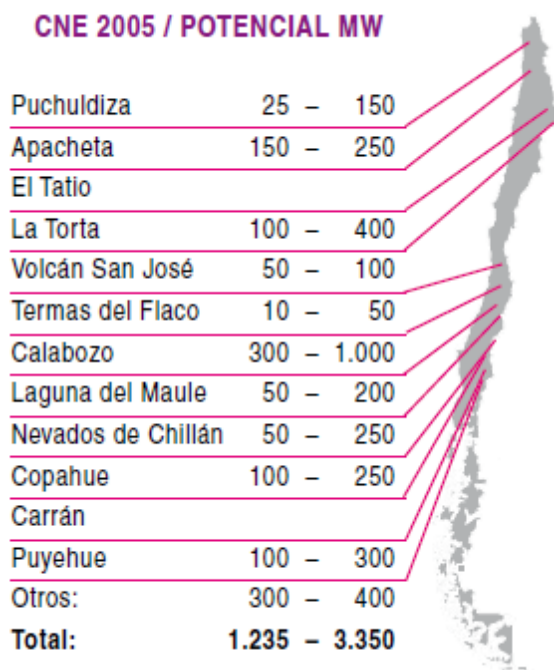 CNE 2005 / POTENCIAL MW
Puchuldiza 25 – 150
Apacheta 150 – 250
El Tatio
La Torta 100 – 400
Volcán San José 50 – 100
Termas del Flaco 10 – 50
Calabozo 300 – 1.000
Laguna del Maule 50 – 200
Nevados de Chillán 50 – 250
Copahue 100 – 250
Carrán
Puyehue 100 – 300
Otros: 300 – 400
Total: 1.235 – 3.350